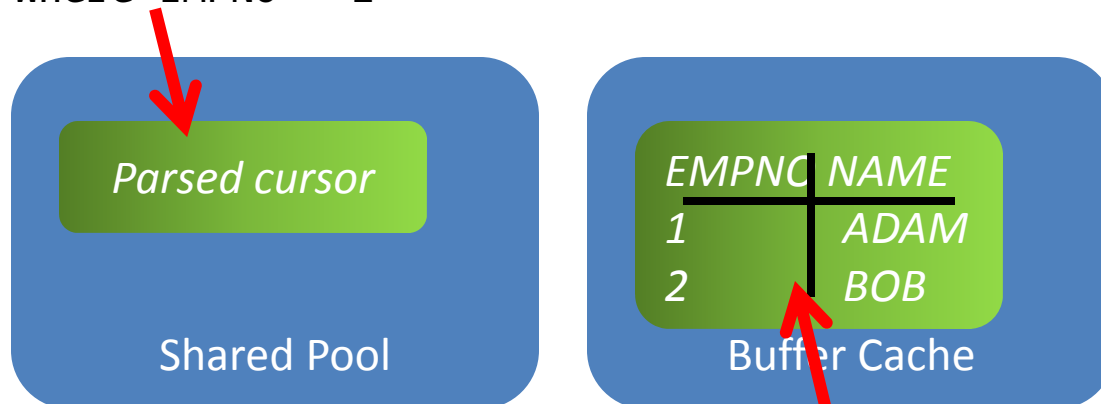 Parsed cursor
Shared Pool
EMPNO NAME
1 ADAM
2 BOB
Buffer Cache